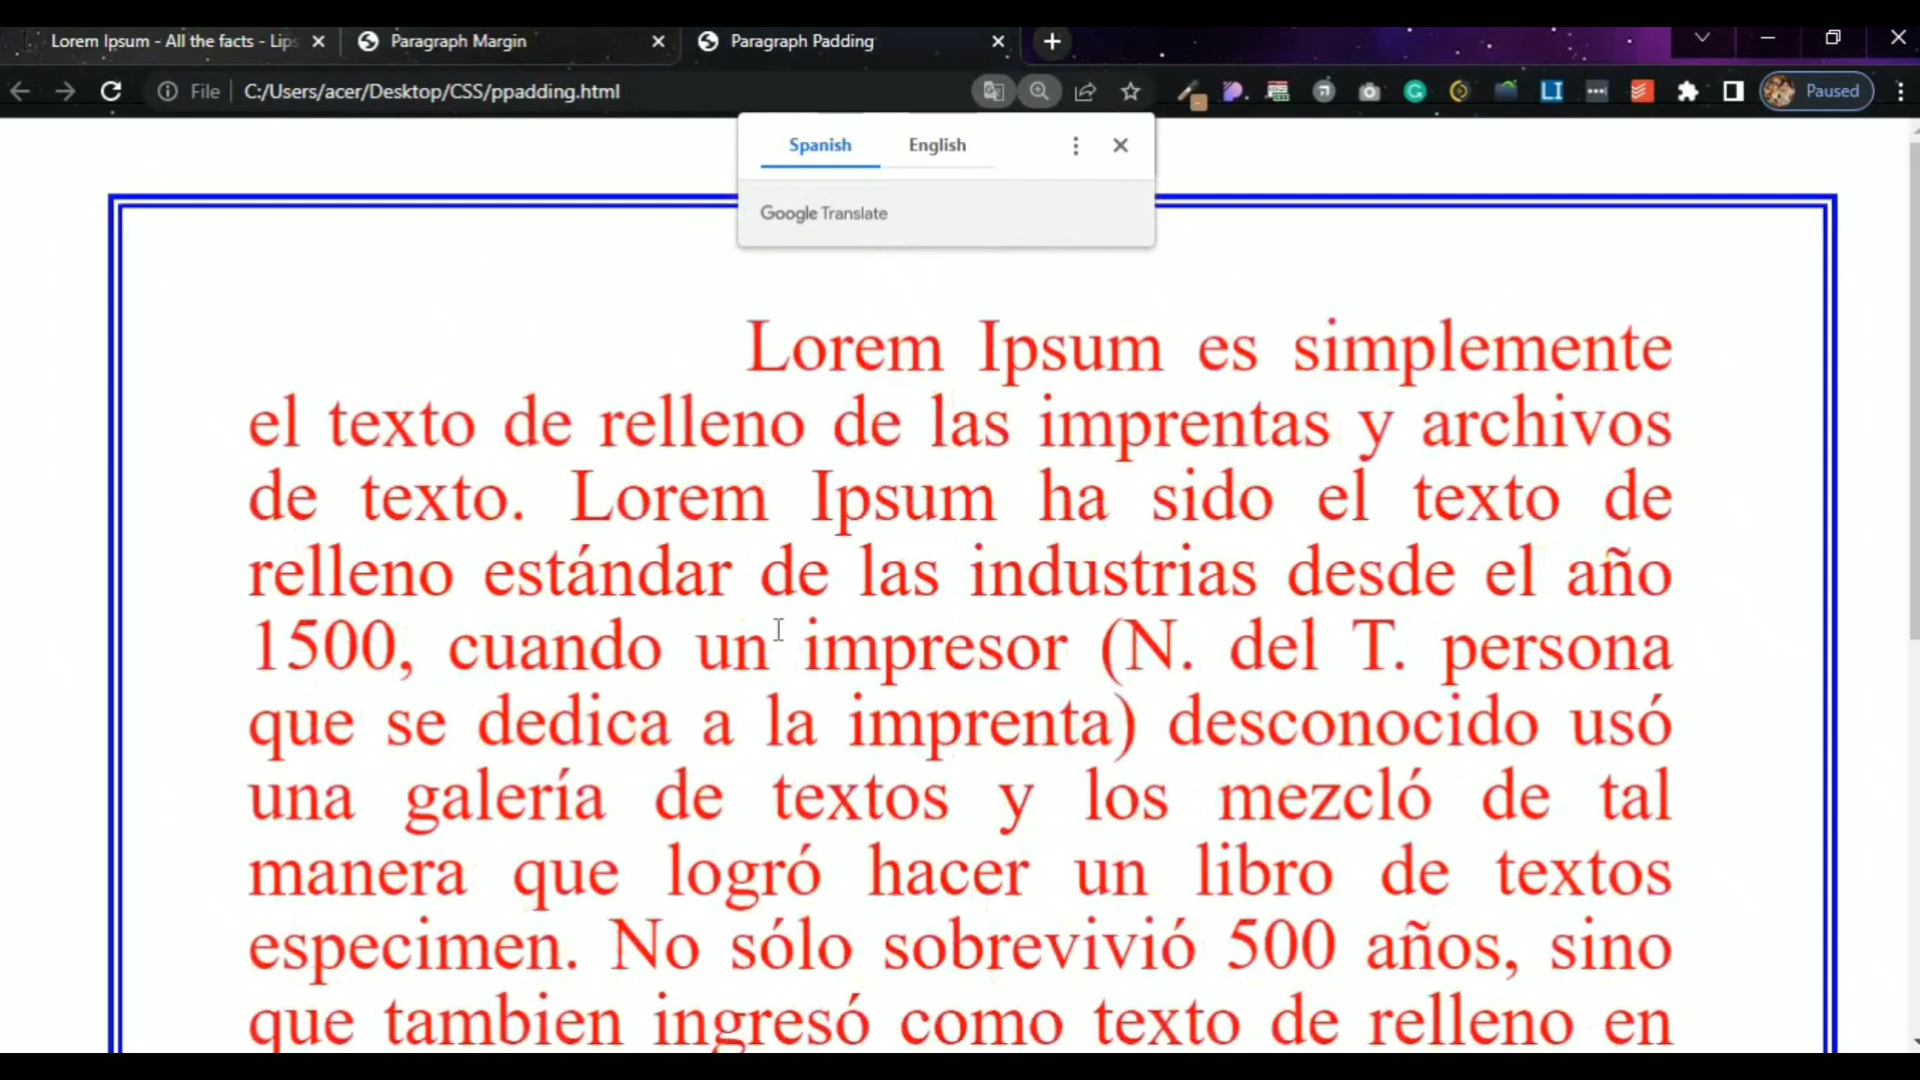 Lorem Ipsum - All the facts - Lips
Paragraph Margin
Paragraph Padding
File
C:/Users/acer/Desktop/CSS/ppadding.html
LI
Paused
Spanish
English
Google Translate
Lorem Ipsum es simplemente
el texto de relleno de las imprentas y archivos
de texto. Lorem Ipsum ha sido el texto de
relleno estándar de las industrias desde el año
1500, cuando un impresor (N. del T. persona
que se dedica a la imprenta) desconocido usó
una galería de textos y los mezcló de tal
manera que logró hacer un libro de textos
especimen. No sólo sobrevivió 500 años, sino
que tambien ingresó como texto de relleno en